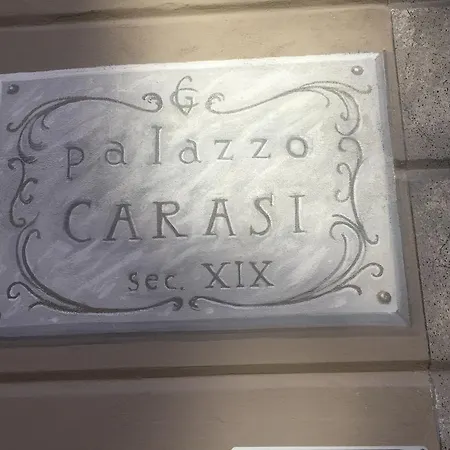 palazzo
CARASI
sec. XIX